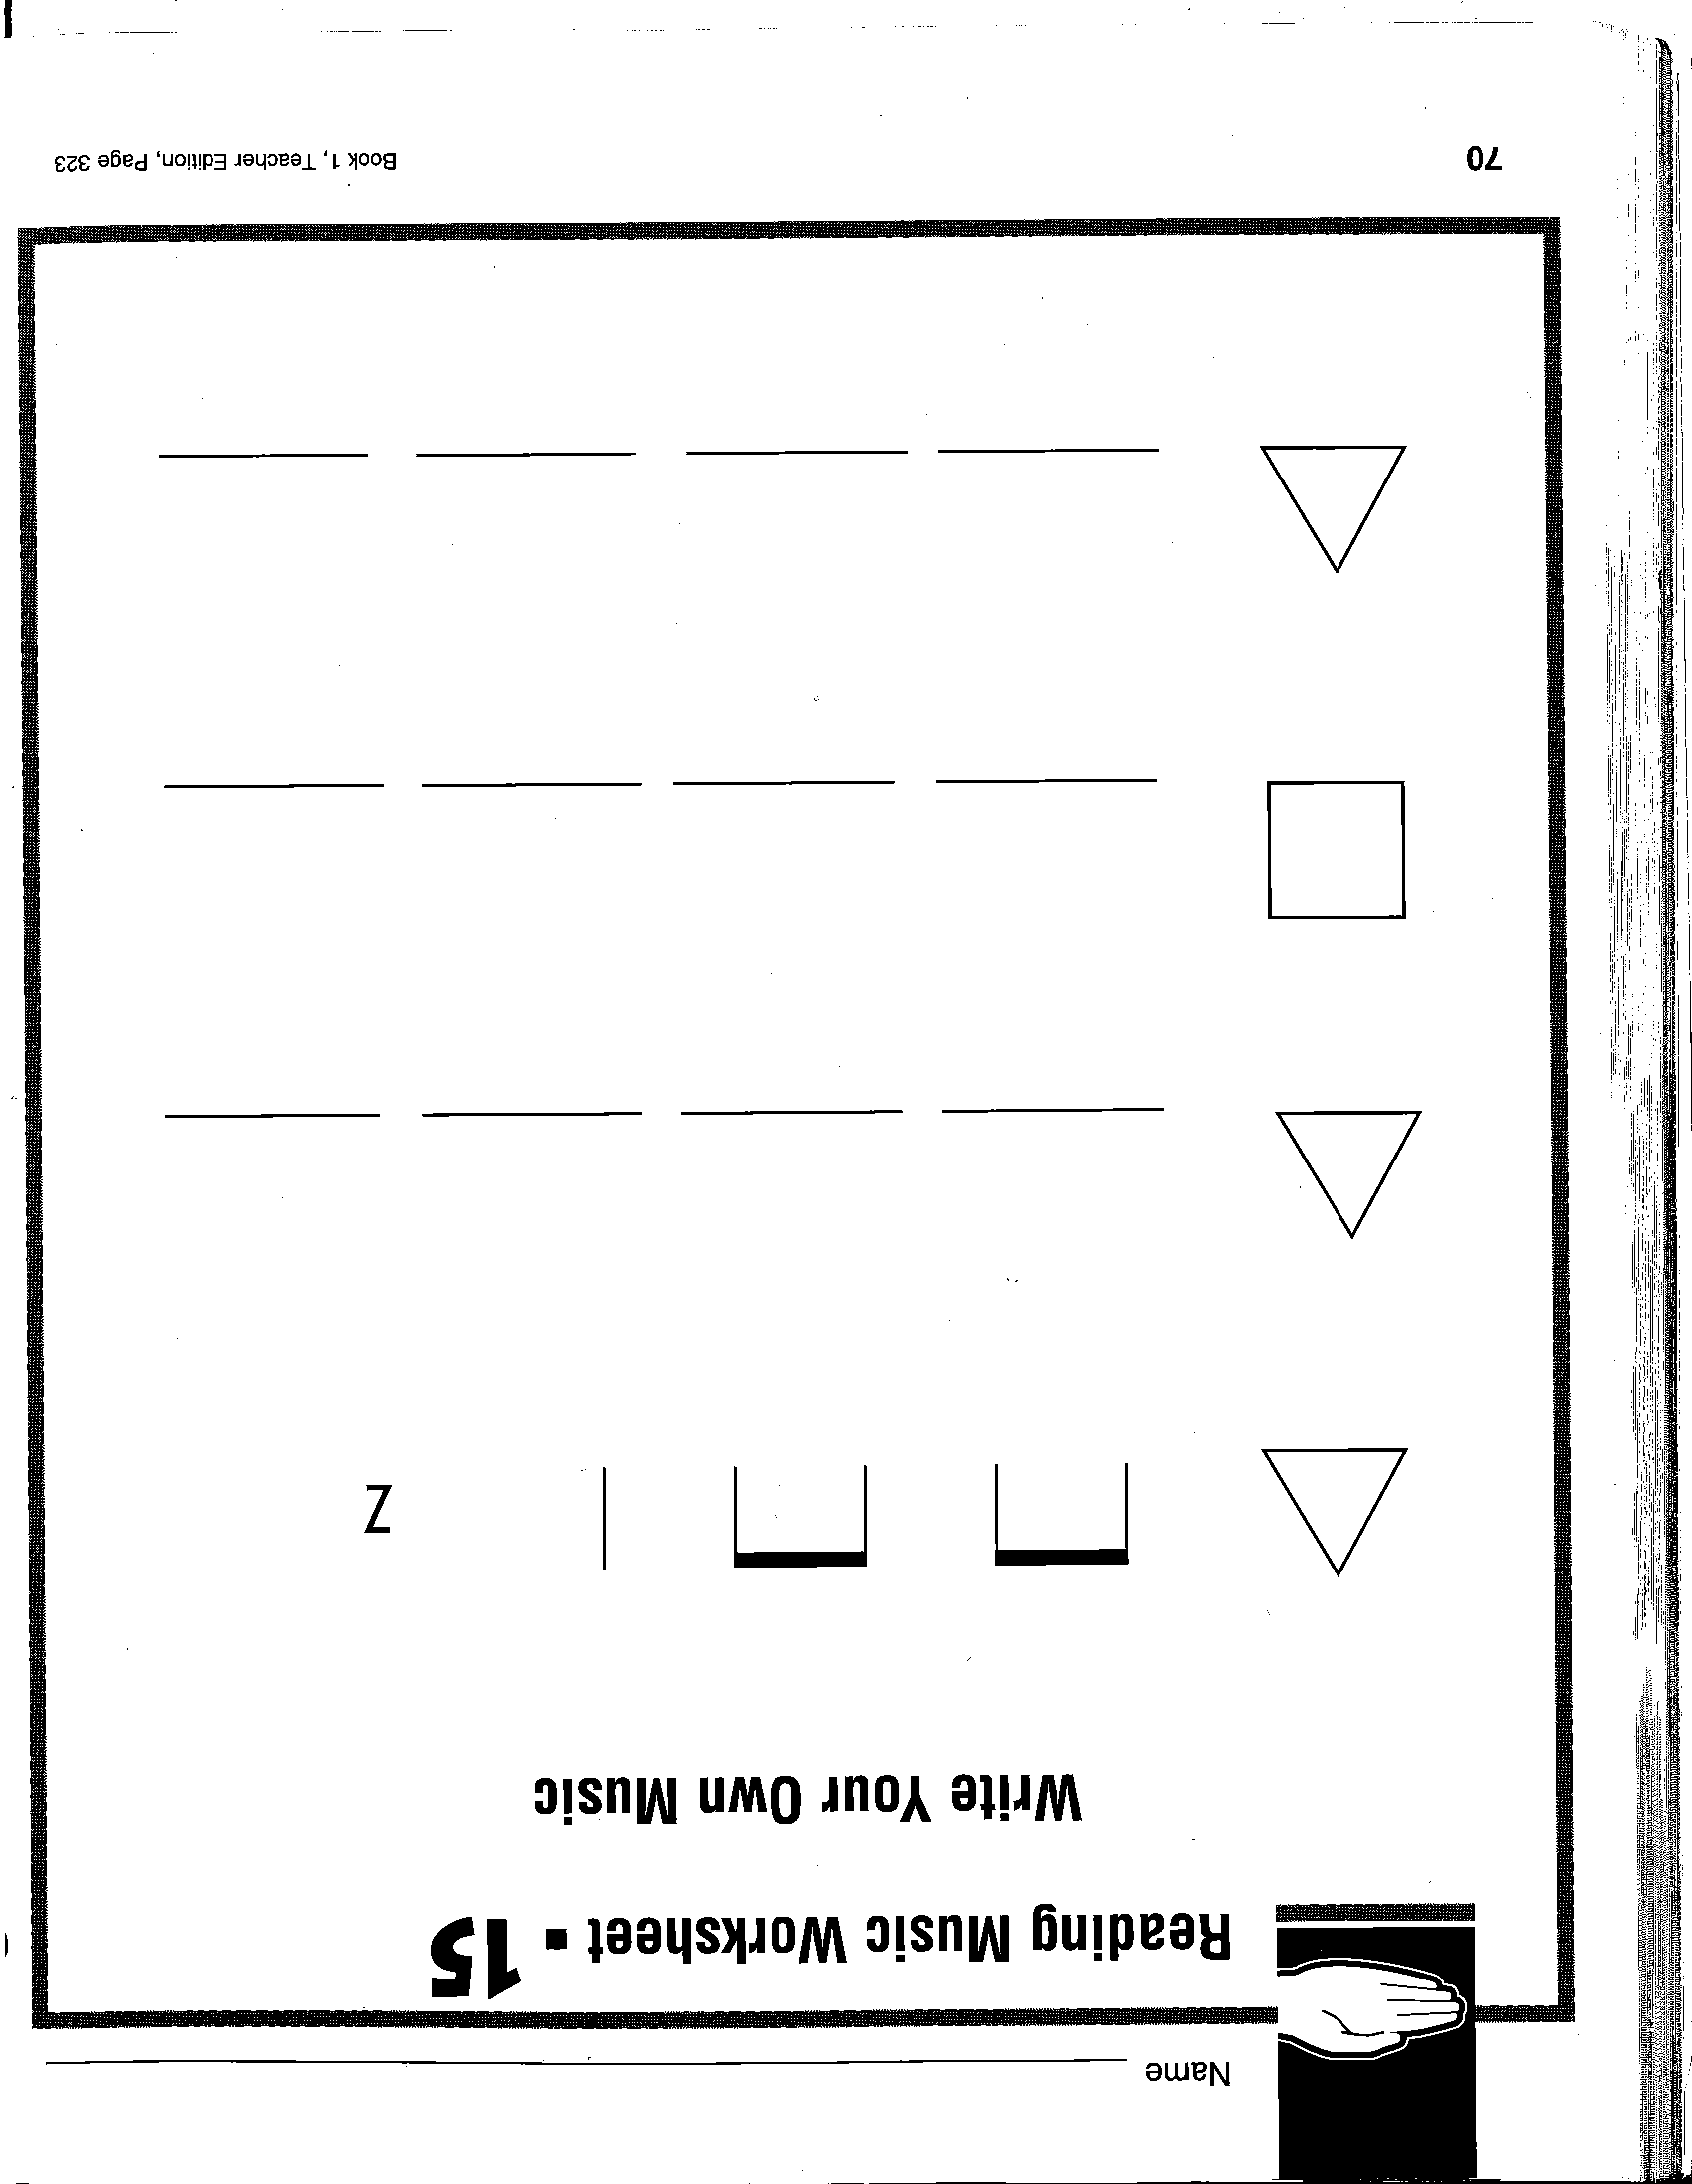 Name
Reading Music Worksheet ▪ 15
Write Your Own Music
Z
70
Book 1, Teacher Edition, Page 323